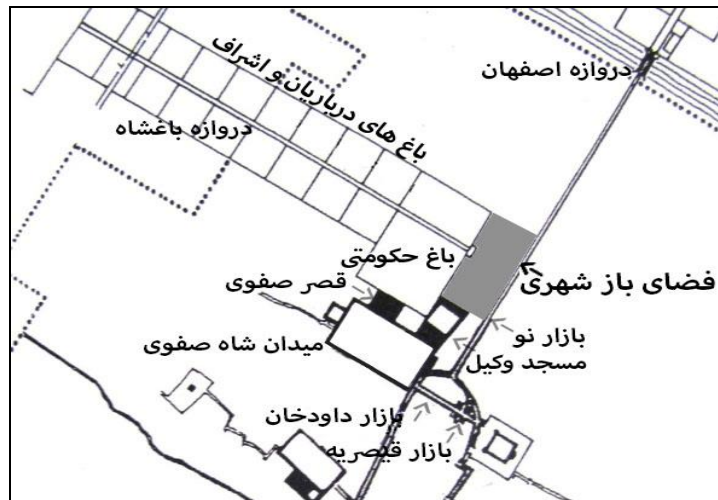 دروازه اصفهان
باغ های درباریان و اشراف
دروازه باغشاه
باغ حکومتی
فضای باز شهری
قصر صفوی
بازار نو
میدان شاه صفوی
مسجد وکیل
بازار داودخان
بازار قیصریه